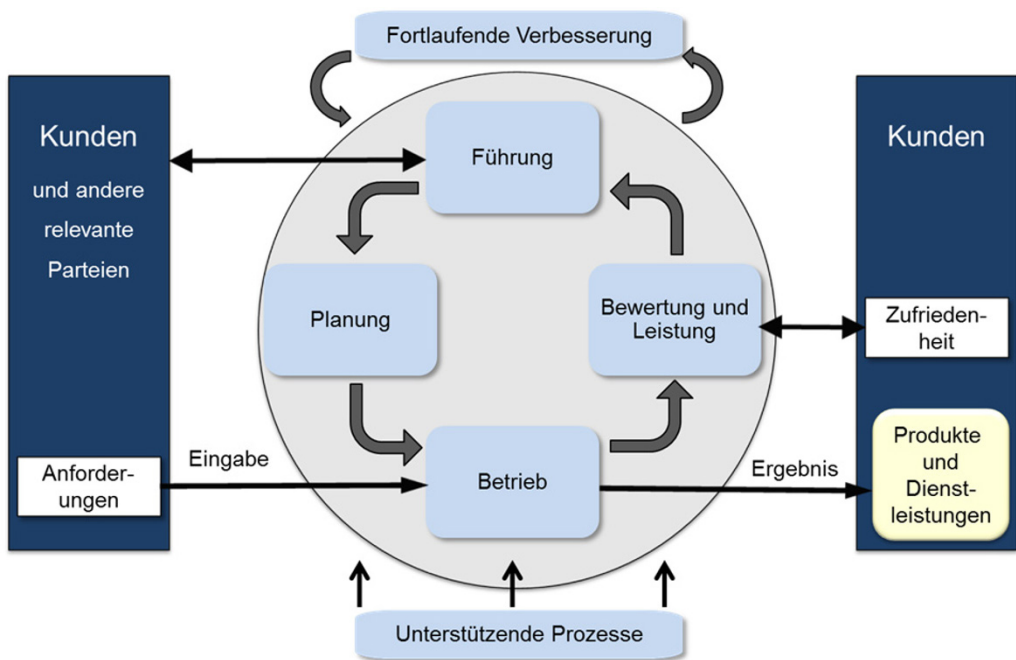 Fortlaufende Verbesserung
Kunden
und andere
relevante
Parteien
Anforder-
ungen
Eingabe
Führung
Planung
Bewertung und
Leistung
Betrieb
Ergebnis
Kunden
Zufrieden-
heit
Produkte
und
Dienst-
leistungen
Unterstützende Prozesse